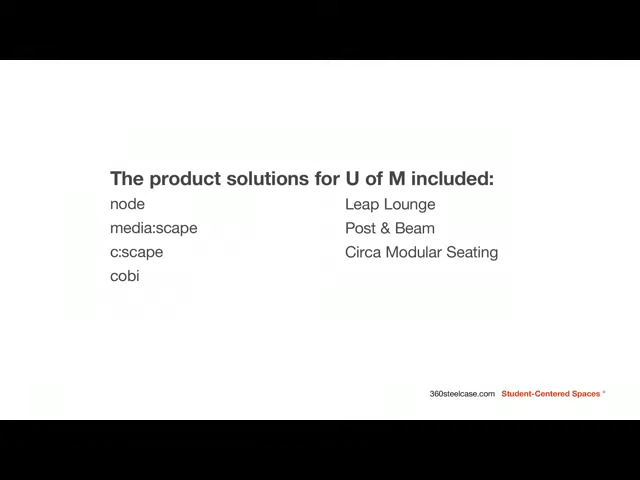 The product solutions for U of M included:
node
media:scape
c:scape
cobi
Leap Lounge
Post & Beam
Circa Modular Seating
360steelcase.com Student-Centered Spaces